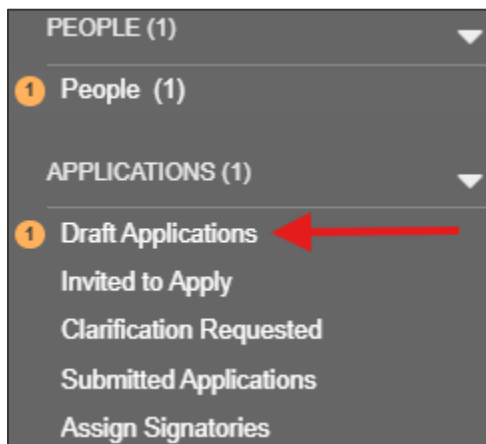 PEOPLE (1)
1 People (1)
APPLICATIONS (1)
1 Draft Applications
Invited to Apply
Clarification Requested
Submitted Applications
Assign Signatories